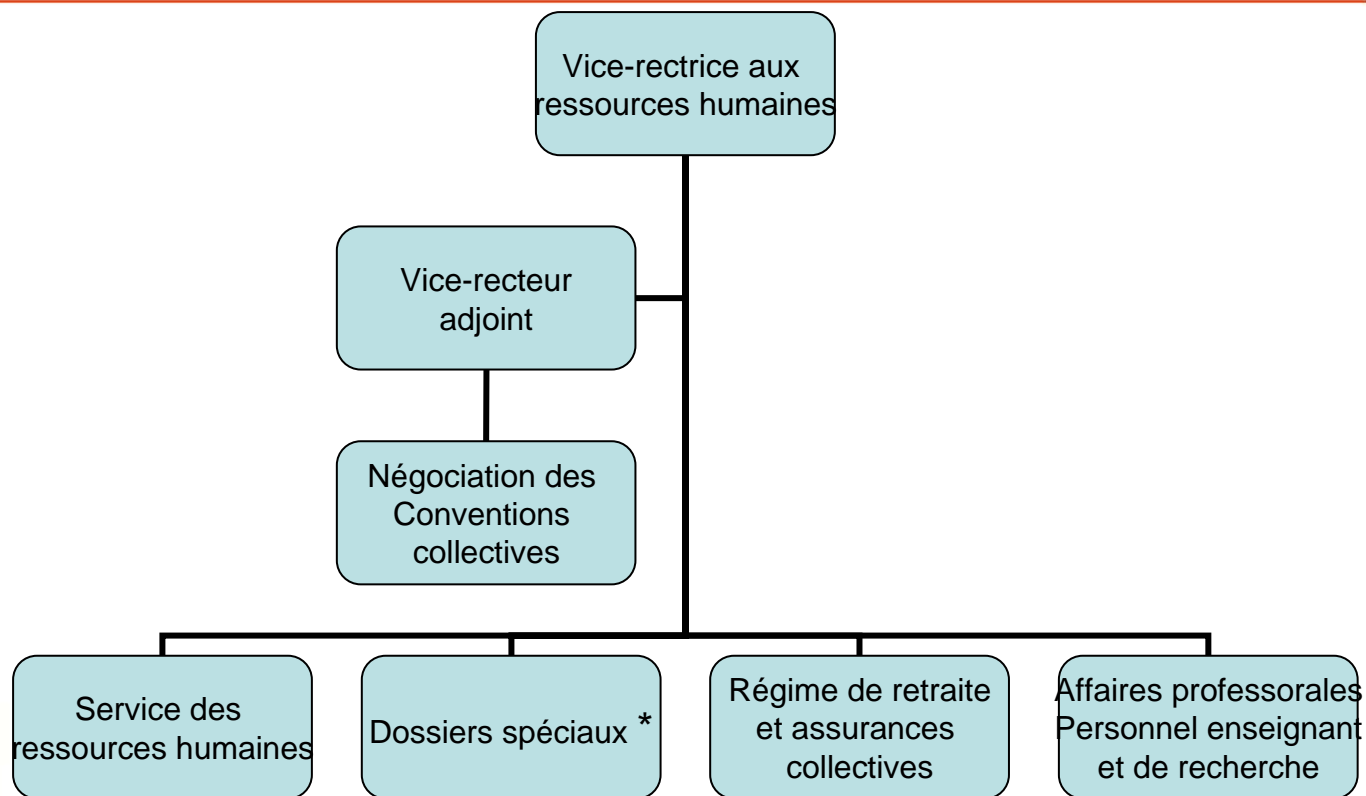 Vice-rectrice aux
ressources humaines
Vice-recteur
adjoint
Négociation des
Conventions
collectives
Service des
ressources humaines
Dossiers spéciaux *
Régime de retraite
et assurances
collectives
Affaires professorales
Personnel enseignant
et de recherche